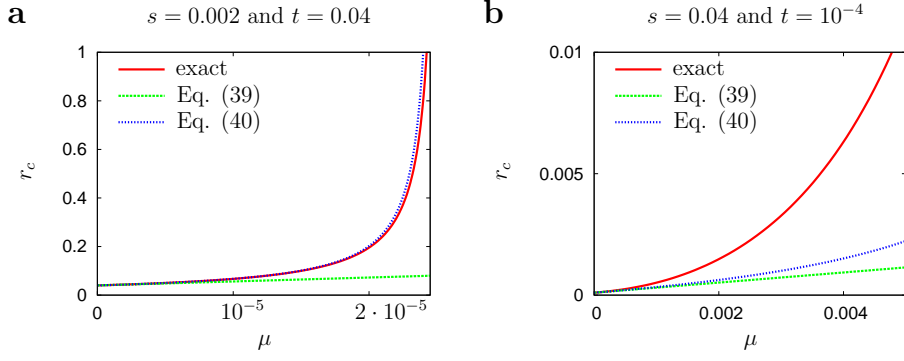 a
s = 0.002 and t = 0.04
exact
Eq. (39)
Eq. (40)
1
0.8
0.6
0.4
0.2
0
r_c
0
10^{-5}
2 · 10^{-5}
μ
b
s = 0.04 and t = 10^{-4}
exact
Eq. (39)
Eq. (40)
0.01
0.005
0
r_c
0
0.002
0.004
μ